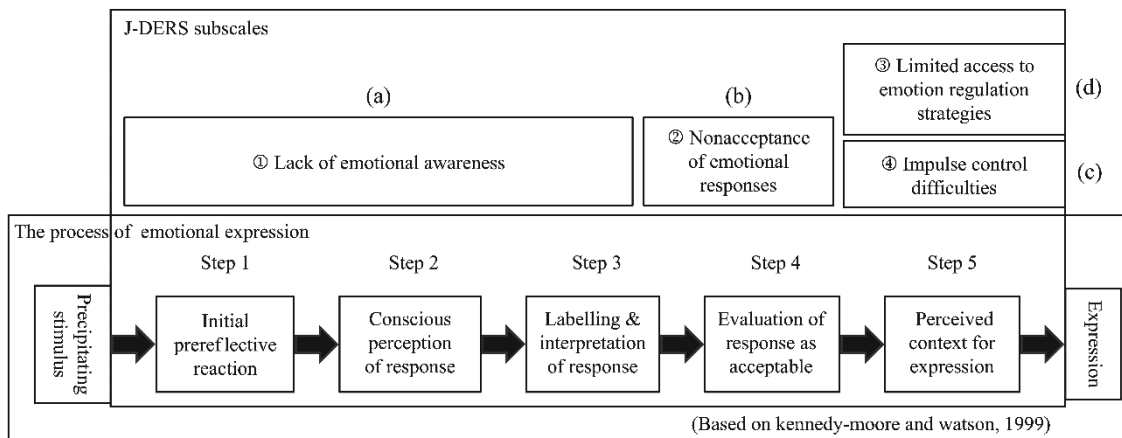 J-DERS subscales
(a)
(b)
① Lack of emotional awareness
② Nonacceptance
of emotional
responses
③ Limited access to
emotion regulation
strategies
(d)
④ Impulse control
difficulties
(c)
The process of emotional expression
Step 1
Step 2
Step 3
Step 4
Step 5
Precipitating
stimulus
Initial
prereflective
reaction
Conscious
perception
of response
Labelling &
interpretation
of response
Evaluation of
response as
acceptable
Perceived
context for
expression
Expression
(Based on kennedy-moore and watson, 1999)